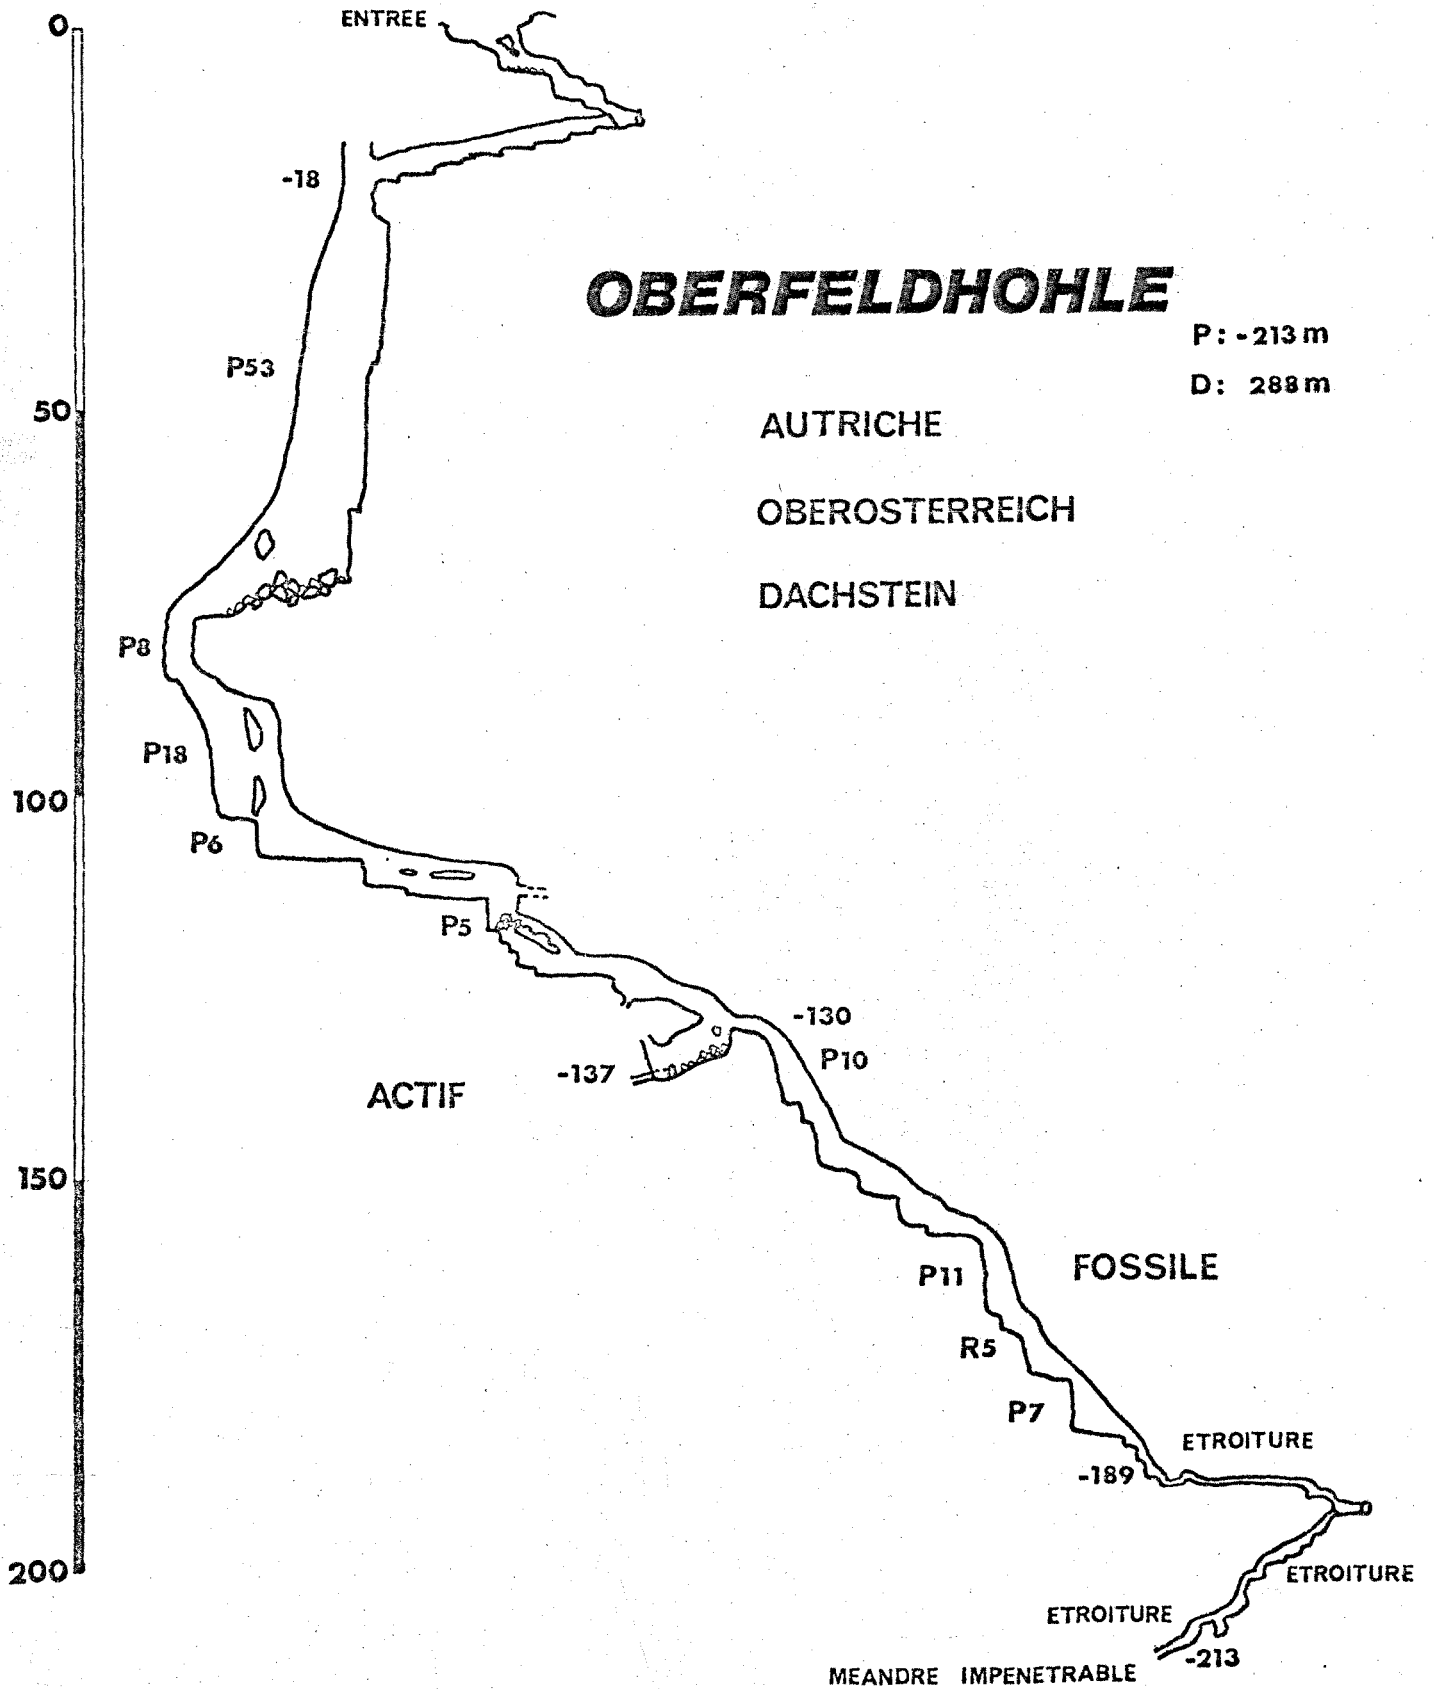 0
ENTREE
-18
OBERFELDHOHLE
P: -213 m
D: 288 m
P53
50
AUTRICHE
OBEROSTERREICH
DACHSTEIN
P8
P18
100
P6
P5
-130
P10
-137
ACTIF
150
FOSSILE
P11
R5
P7
ETROITURE
-189
200
ETROITURE
ETROITURE
-213
MEANDRE IMPENETRABLE